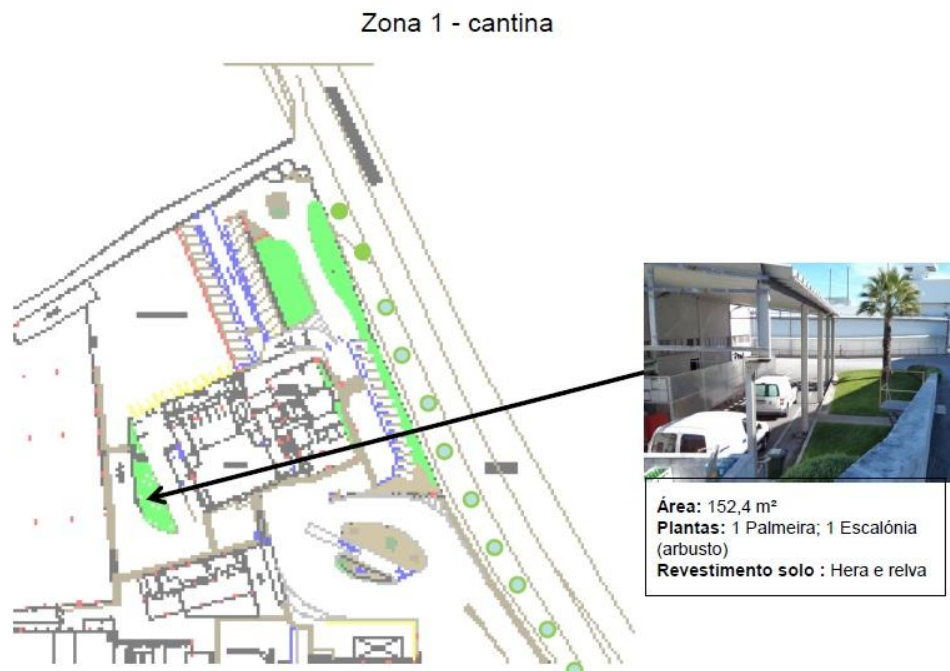 Zona 1 - cantina
Área: 152,4 m²
Plantas: 1 Palmeira; 1 Escalónia
(arbusto)
Revestimento solo : Hera e relva